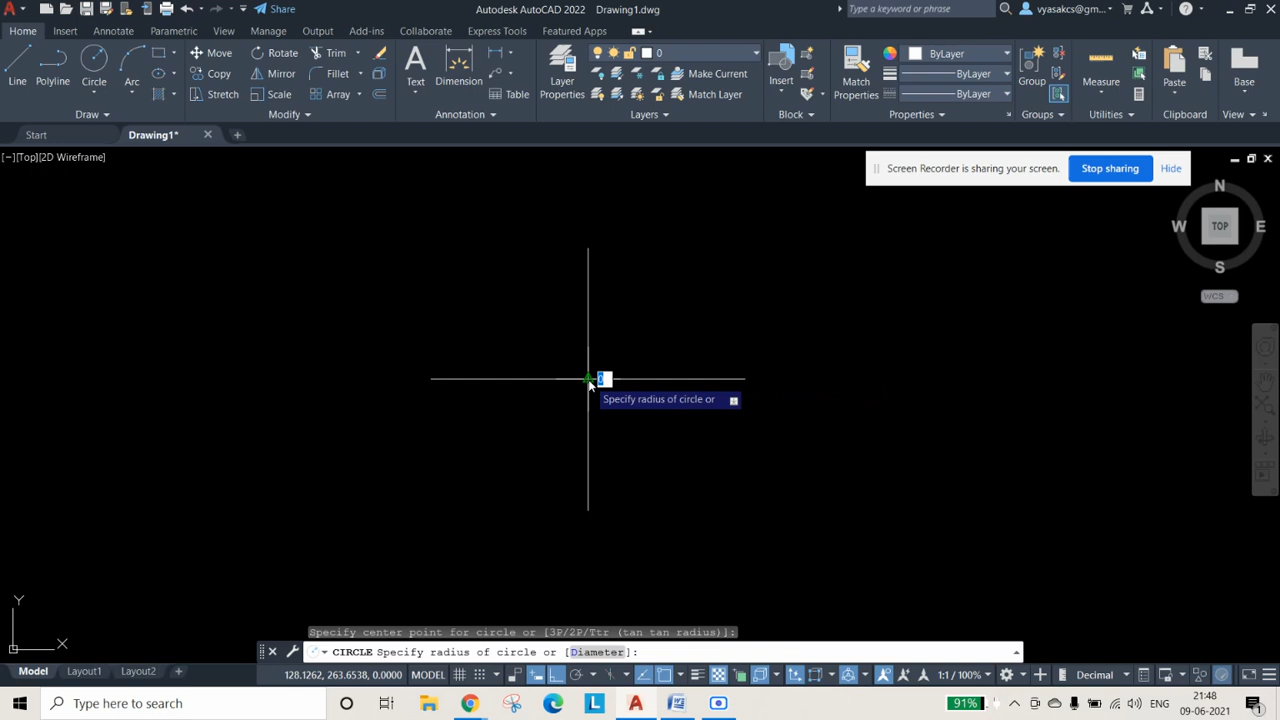 Share
Autodesk AutoCAD 2022 Drawing1.dwg
Type a keyword or phrase
vyasakcs@gm...
Home Insert Annotate Parametric View Manage Output Add-ins Collaborate Express Tools Featured Apps
Line
Polyline
Circle
Arc
Move
Copy
Stretch
Rotate
Mirror
Scale
Trim
Fillet
Array
Text
Dimension
Table
Layer
Properties
0
Make Current
Match Layer
Insert
Match
Properties
ByLayer
ByLayer
ByLayer
Group
Measure
Paste
Base
Draw
Modify
Annotation
Layers
Block
Properties
Groups
Utilities
Clipboard
View
Start
Drawing1*
[−][Top][2D Wireframe]
Screen Recorder is sharing your screen.
Stop sharing
Hide
N
W
TOP
E
S
WCS
0
Specify radius of circle or
Y
X
Specify center point for circle or [3P/2P/Ttr (tan tan radius)]:
CIRCLE Specify radius of circle or [Diameter]:
Model Layout1 Layout2
128.1262, 263.6538, 0.0000
MODEL
1:1 / 100%
Decimal
Type here to search
L
91%
ENG
21:48
09-06-2021
1